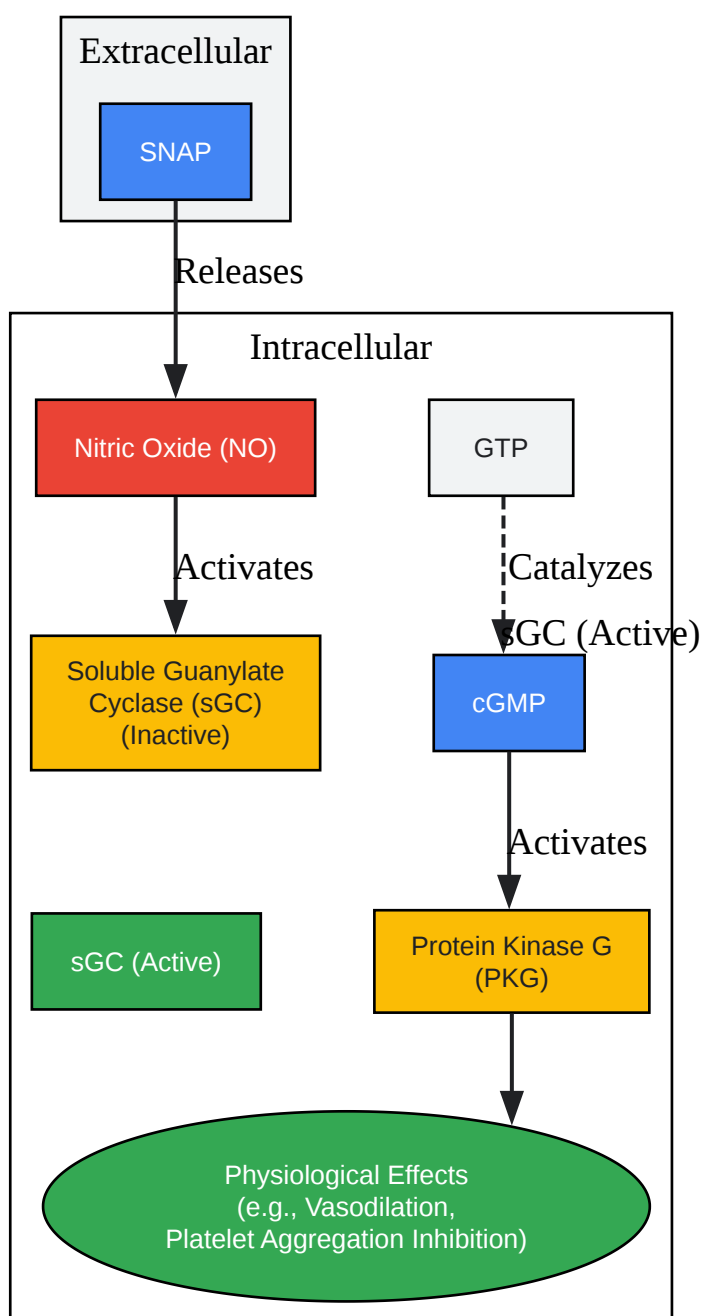 Extracellular
SNAP
Releases
Intracellular
Nitric Oxide (NO)
GTP
Activates
Catalyzes
sGC (Active)
Soluble Guanylate
Cyclase (sGC)
(Inactive)
cGMP
Activates
sGC (Active)
Protein Kinase G
(PKG)
Physiological Effects
(e.g., Vasodilation,
Platelet Aggregation Inhibition)